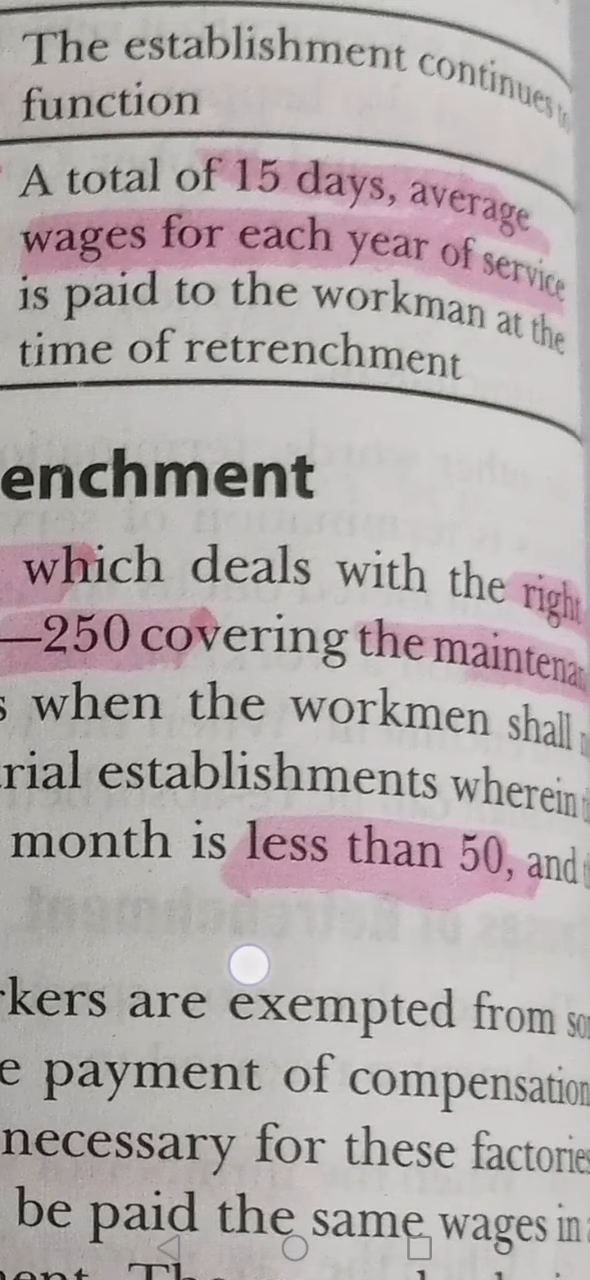 The establishment continues to
function
A total of 15 days, average
wages for each year of service
is paid to the workman at the
time of retrenchment
enchment
which deals with the right
—250 covering the maintena
s when the workmen shall
rial establishments wherein
month is less than 50, and
kers are exempted from so
e payment of compensation
necessary for these factories
be paid the same wages in